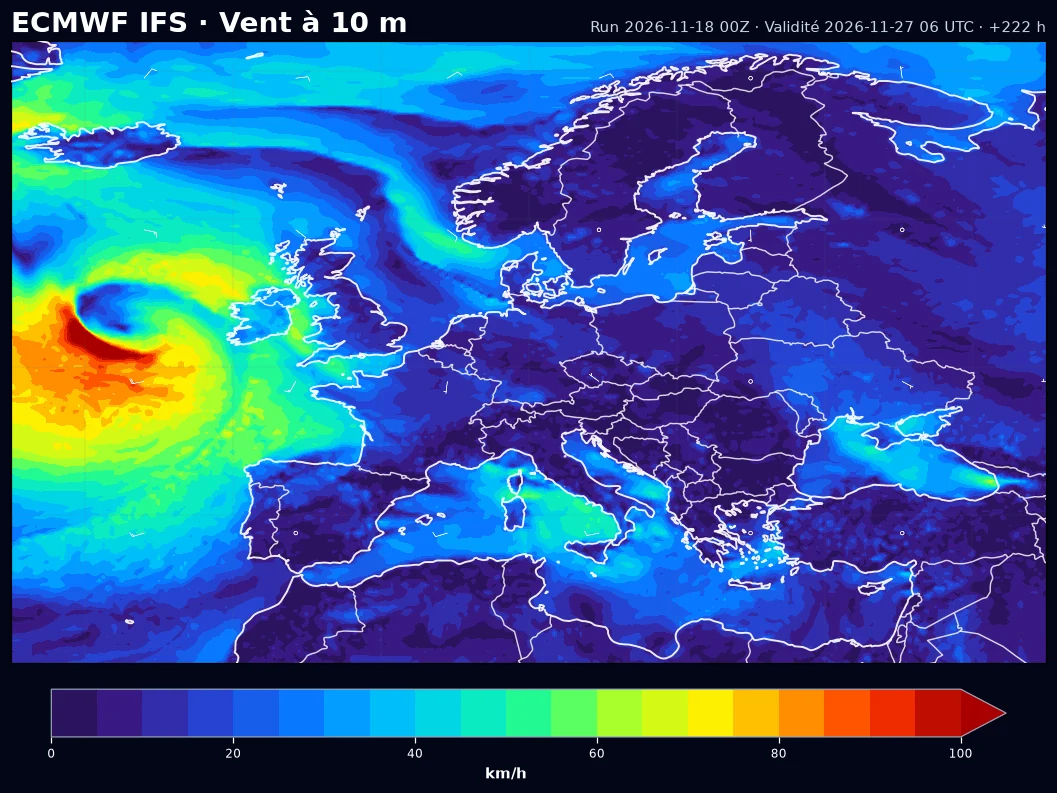 ECMWF IFS · Vent à 10 m
Run 2026-11-18 00Z · Validité 2026-11-27 06 UTC · +222 h
0 20 40 60 80 100
km/h